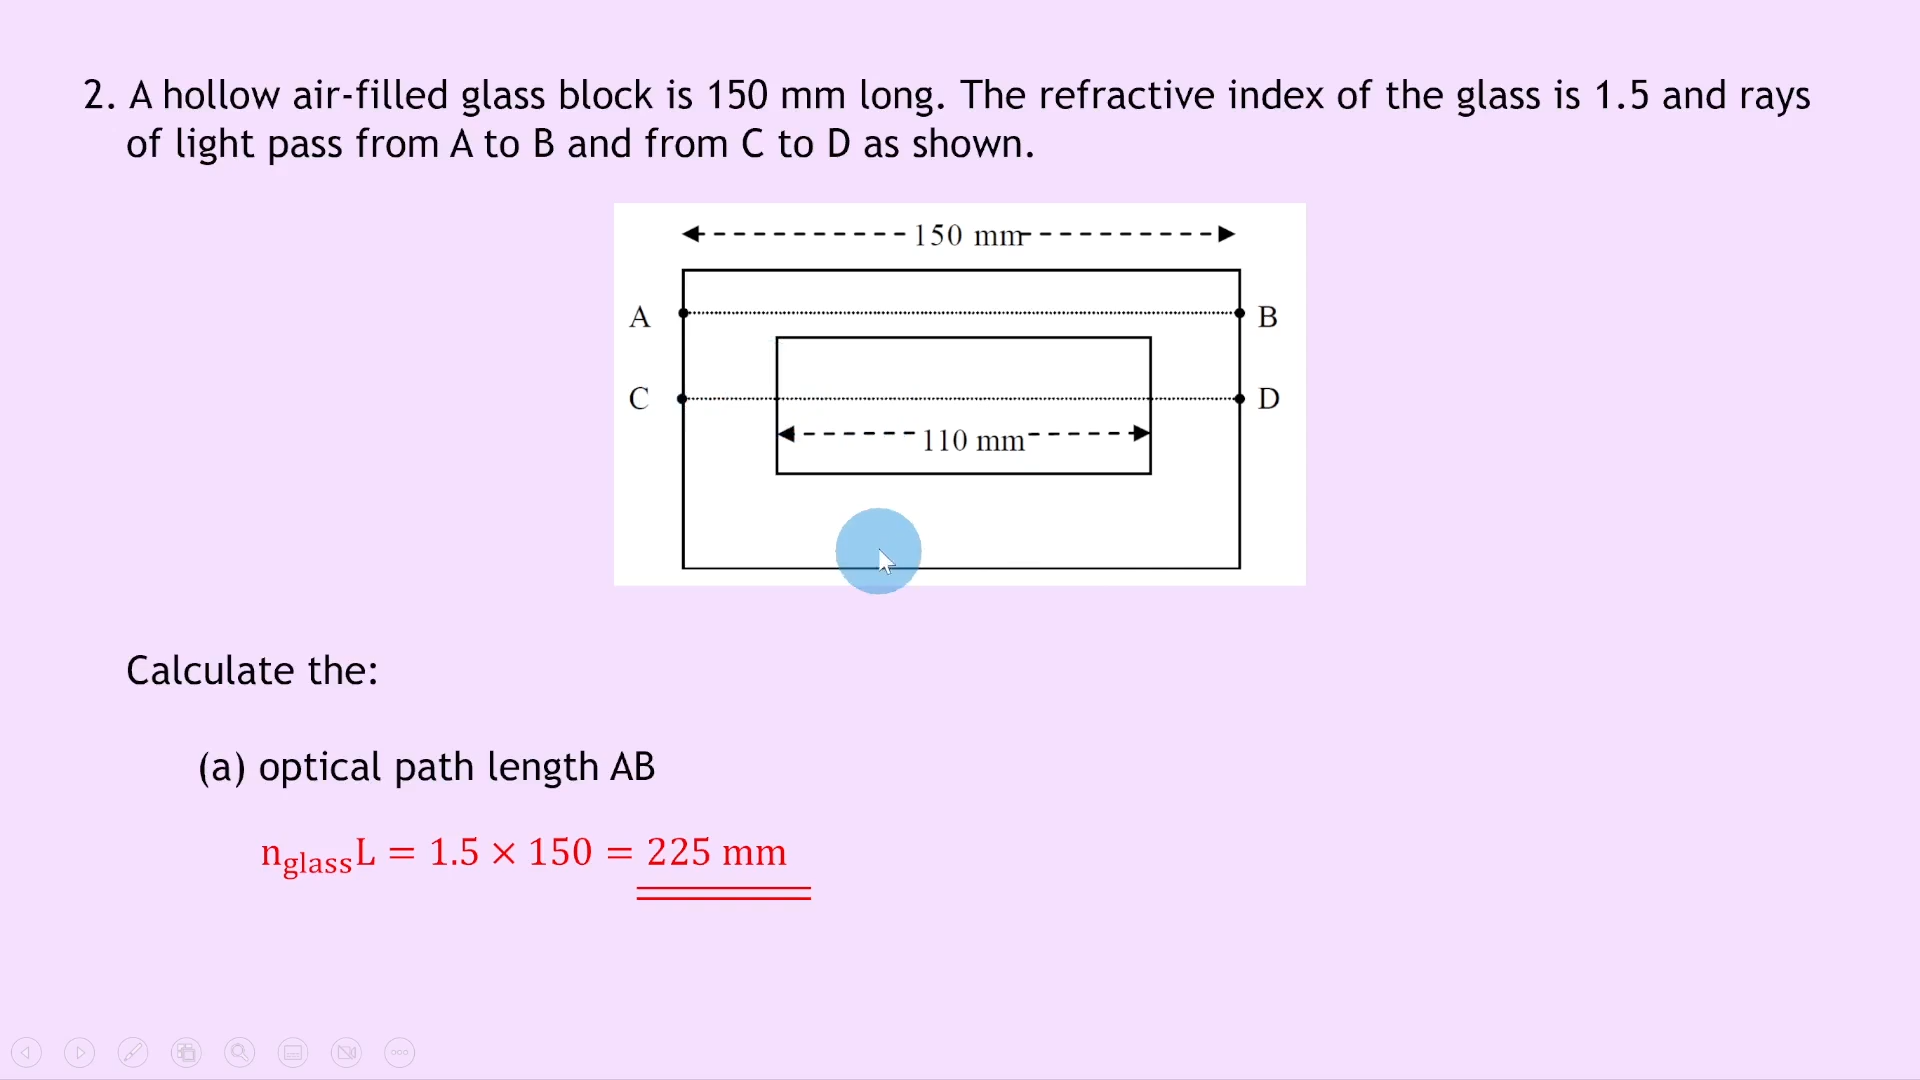 2. A hollow air-filled glass block is 150 mm long. The refractive index of the glass is 1.5 and rays
of light pass from A to B and from C to D as shown.
150 mm
A
B
C
D
110 mm
Calculate the:
(a) optical path length AB
n_glass L = 1.5 × 150 = 225 mm